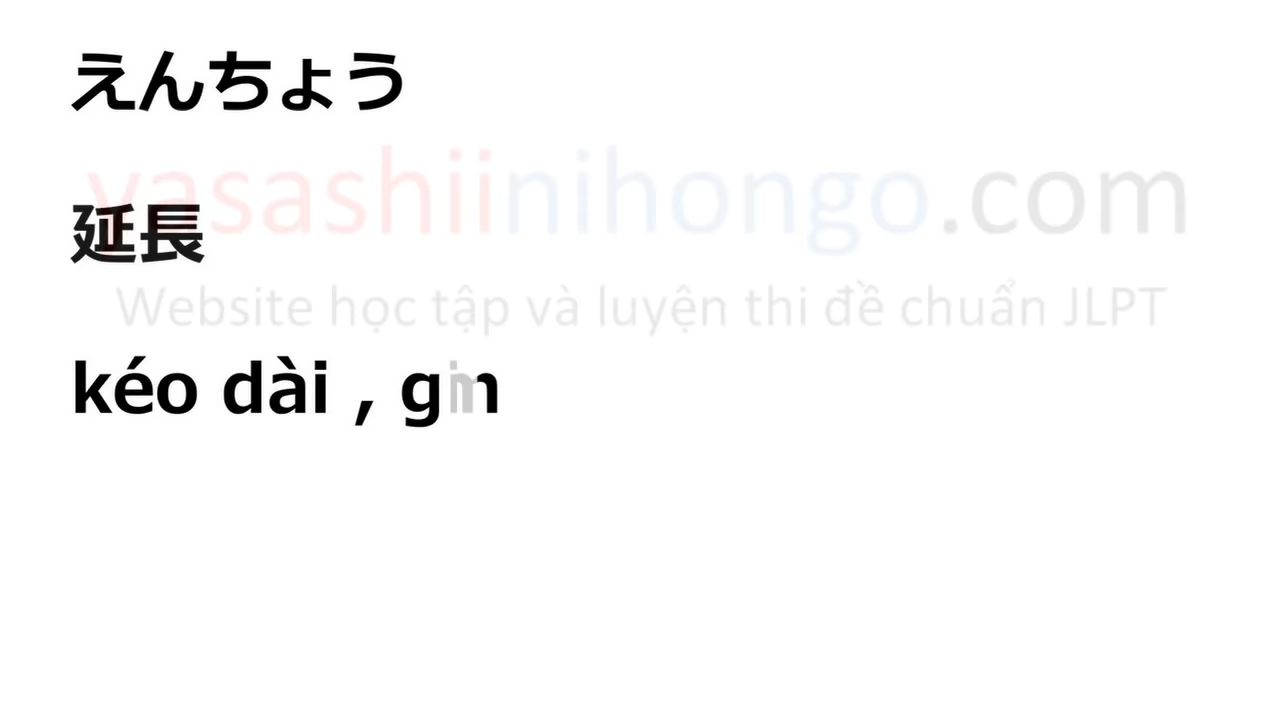 えんちょう
yasashiinihongo.com
延長
Website học tập và luyện thi đề chuẩn JLPT
kéo dài ,